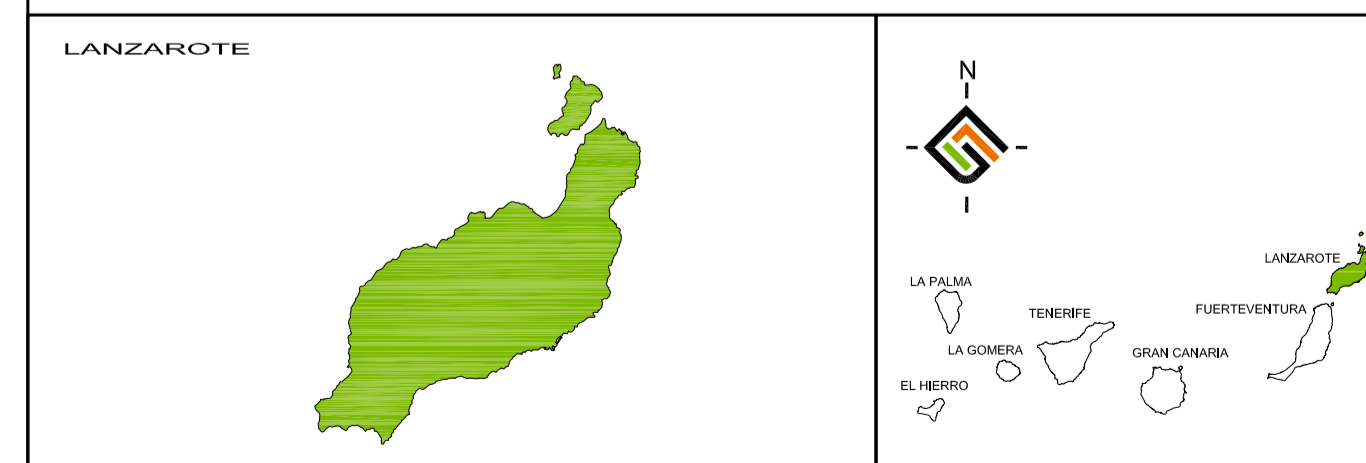 LANZAROTE
N
LANZAROTE
LA PALMA
FUERTEVENTURA
TENERIFE
LA GOMERA
GRAN CANARIA
EL HIERRO